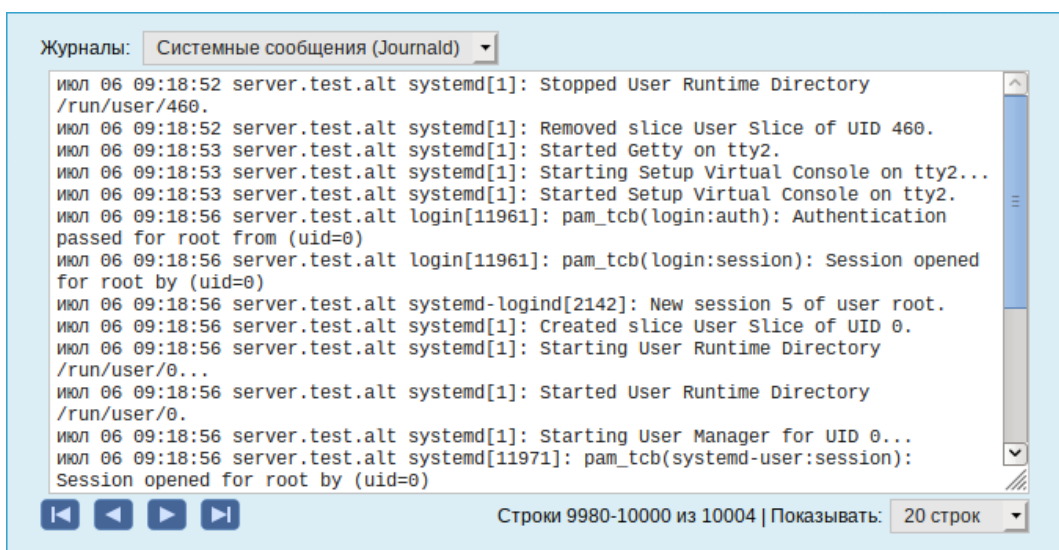 Журналы: Системные сообщения (Journald)
июл 06 09:18:52 server.test.alt systemd[1]: Stopped User Runtime Directory
/run/user/460.
июл 06 09:18:52 server.test.alt systemd[1]: Removed slice User Slice of UID 460.
июл 06 09:18:53 server.test.alt systemd[1]: Started Getty on tty2.
июл 06 09:18:53 server.test.alt systemd[1]: Starting Setup Virtual Console on tty2...
июл 06 09:18:53 server.test.alt systemd[1]: Started Setup Virtual Console on tty2.
июл 06 09:18:56 server.test.alt login[11961]: pam_tcb(login:auth): Authentication
passed for root from (uid=0)
июл 06 09:18:56 server.test.alt login[11961]: pam_tcb(login:session): Session opened
for root by (uid=0)
июл 06 09:18:56 server.test.alt systemd-logind[2142]: New session 5 of user root.
июл 06 09:18:56 server.test.alt systemd[1]: Created slice User Slice of UID 0.
июл 06 09:18:56 server.test.alt systemd[1]: Starting User Runtime Directory
/run/user/0...
июл 06 09:18:56 server.test.alt systemd[1]: Started User Runtime Directory
/run/user/0.
июл 06 09:18:56 server.test.alt systemd[1]: Starting User Manager for UID 0...
июл 06 09:18:56 server.test.alt systemd[11971]: pam_tcb(systemd-user:session):
Session opened for root by (uid=0)
Строки 9980-10000 из 10004 | Показывать: 20 строк